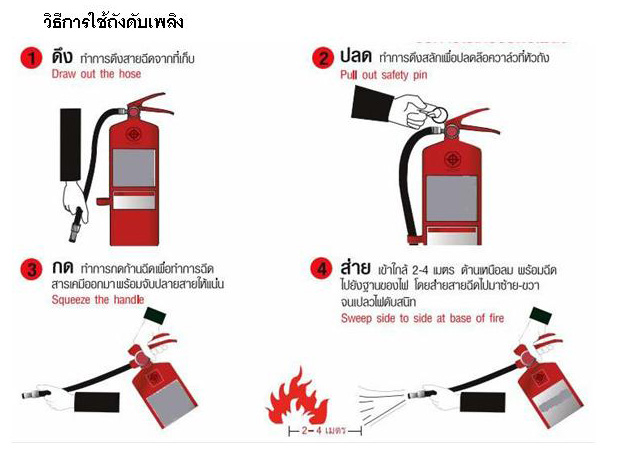 วิธีการใช้ถังดับเพลิง
1 ดึง ทำการดึงสายฉีดจากที่เก็บ
Draw out the hose
2 ปลด ทำการดึงสลักเพื่อปลดล๊อควาล์วที่หัวถัง
Pull out safety pin
3 กด ทำการกดก้านฉีดเพื่อทำการฉีด
สารเคมีออกมาพร้อมจับปลายสายให้แน่น
Squeeze the handle
4 ส่าย เข้าใกล้ 2-4 เมตร ด้านเหนือลม พร้อมฉีด
ไปยังฐานของไฟ โดยส่ายสายฉีดไปมาซ้าย-ขวา
จนเปลวไฟดับสนิท
Sweep side to side at base of fire
2-4 เมตร